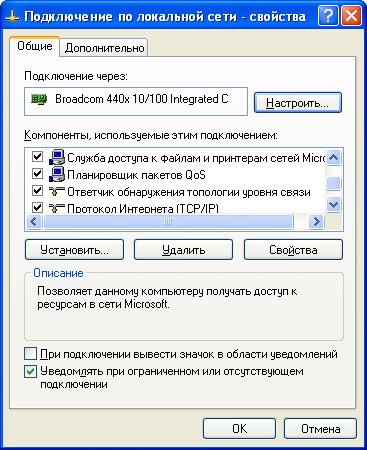 Подключение по локальной сети - свойства
Общие
Дополнительно
Подключение через:
Broadcom 440x 10/100 Integrated C
Настроить...
Компоненты, используемые этим подключением:
Служба доступа к файлам и принтерам сетей Micro
Планировщик пакетов QoS
Ответчик обнаружения топологии уровня связи
Протокол Интернета (TCP/IP)
Установить...
Удалить
Свойства
Описание
Позволяет данному компьютеру получать доступ к
ресурсам в сети Microsoft.
При подключении вывести значок в области уведомлений
Уведомлять при ограниченном или отсутствующем
подключении
OK
Отмена